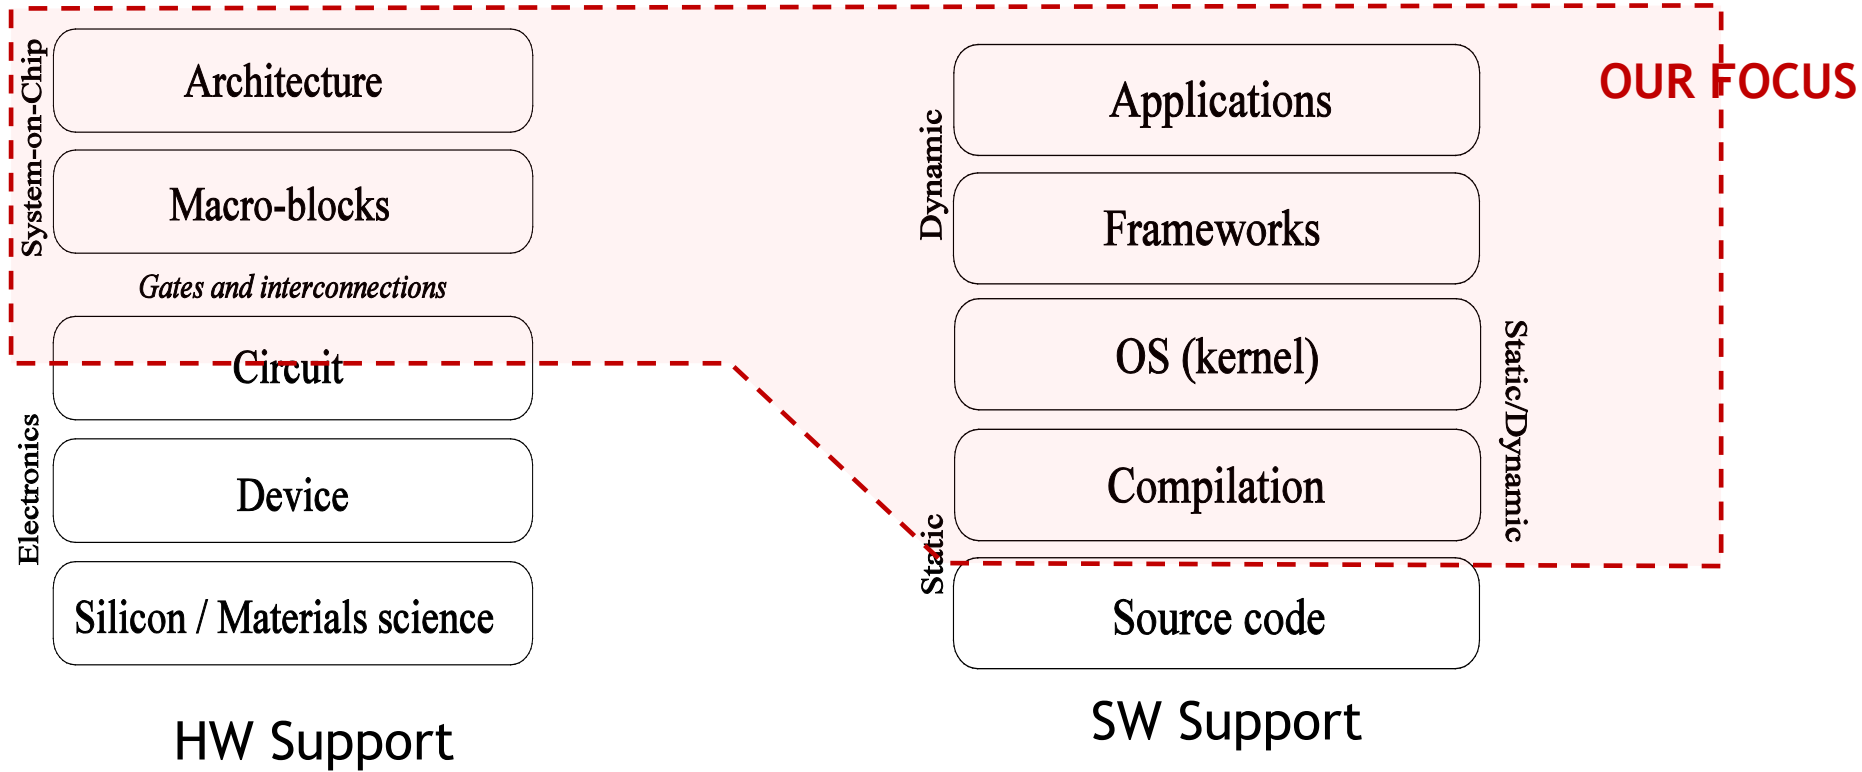 System-on-Chip
Architecture
Macro-blocks
Gates and interconnections
Electronics
Circuit
Device
Silicon / Materials science
HW Support
OUR FOCUS
Dynamic
Applications
Frameworks
OS (kernel)
Static/Dynamic
Compilation
Static
Source code
SW Support